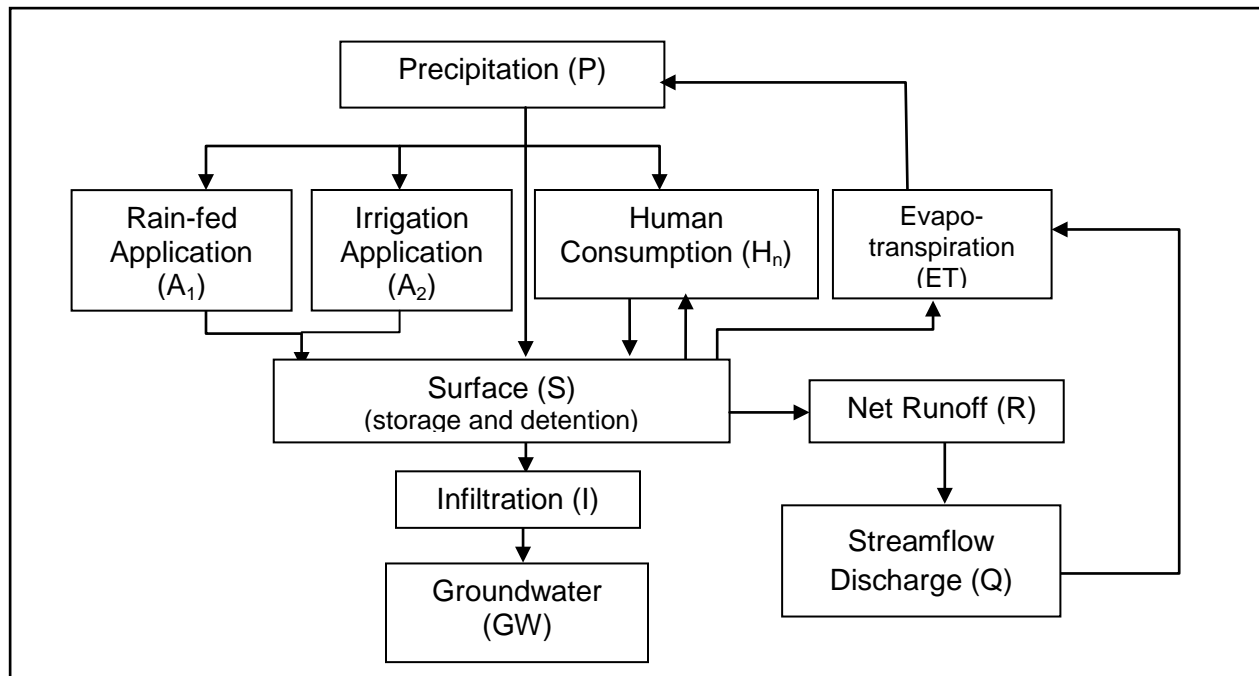 Precipitation (P)
Rain-fed
Application
(A₁)
Irrigation
Application
(A₂)
Human
Consumption (Hₙ)
Evapo-
transpiration
(ET)
Surface (S)
(storage and detention)
Net Runoff (R)
Infiltration (I)
Streamflow
Discharge (Q)
Groundwater
(GW)